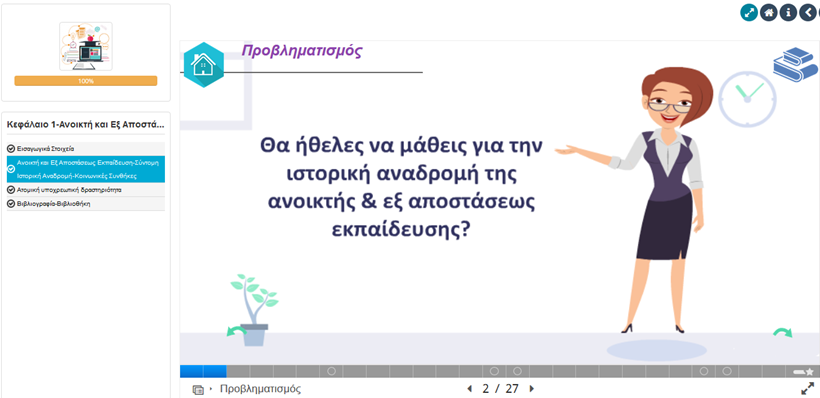 100%
Κεφάλαιο 1-Ανοικτή και Εξ Αποστά...
Εισαγωγικά Στοιχεία
Ανοικτή και Εξ Αποστάσεως Εκπαίδευση-Σύντομη
Ιστορική Αναδρομή-Κοινωνικές Συνθήκες
Ατομική υποχρεωτική δραστηριότητα
Βιβλιογραφία-Βιβλιοθήκη
Προβληματισμός
Θα ήθελες να μάθεις για την
ιστορική αναδρομή της
ανοικτής & εξ αποστάσεως
εκπαίδευσης?
Προβληματισμός
2 / 27